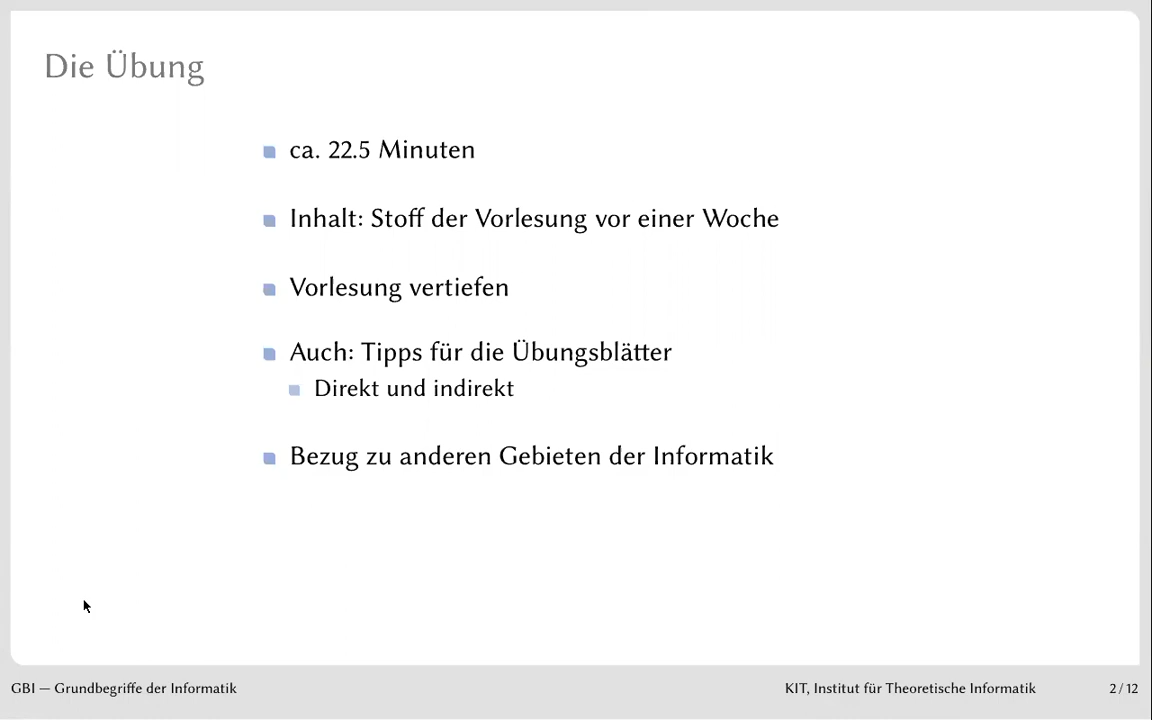 Die Übung
ca. 22.5 Minuten
Inhalt: Stoff der Vorlesung vor einer Woche
Vorlesung vertiefen
Auch: Tipps für die Übungsblätter
Direkt und indirekt
Bezug zu anderen Gebieten der Informatik
GBI — Grundbegriffe der Informatik
KIT, Institut für Theoretische Informatik
2 / 12